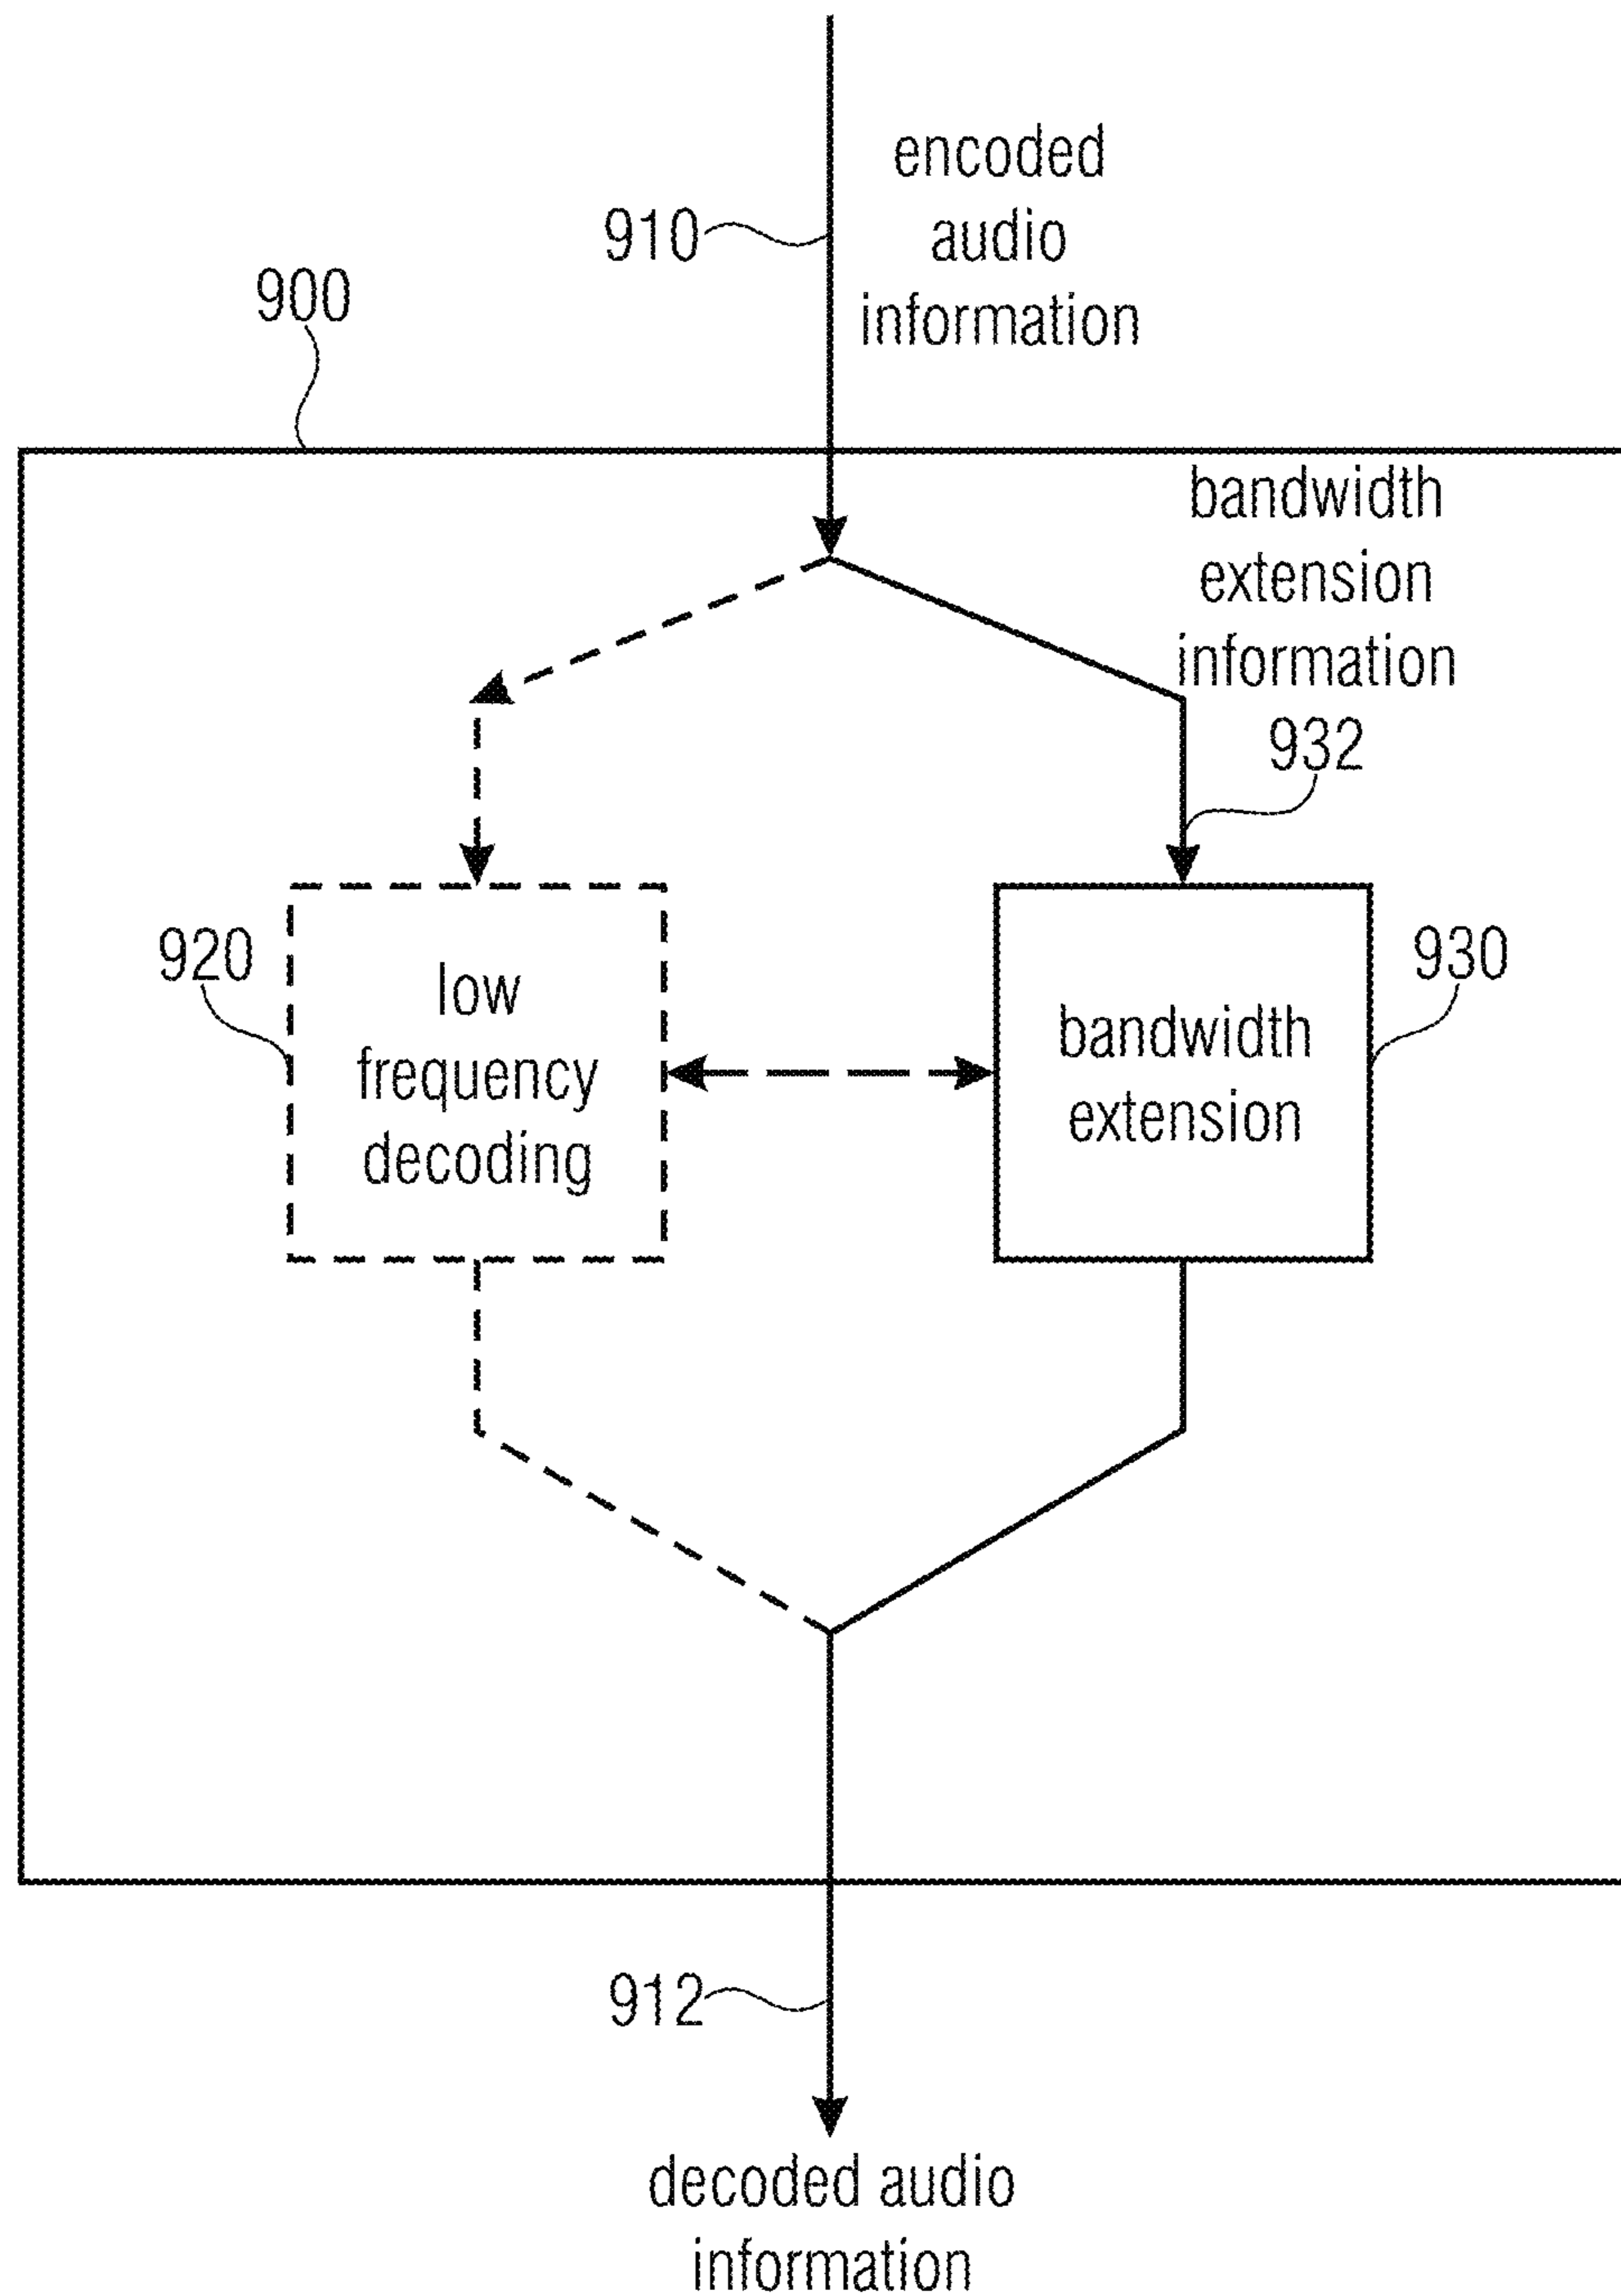 encoded
audio
information
910
900
bandwidth
extension
information
932
920
low
frequency
decoding
bandwidth
extension
930
912
decoded audio
information